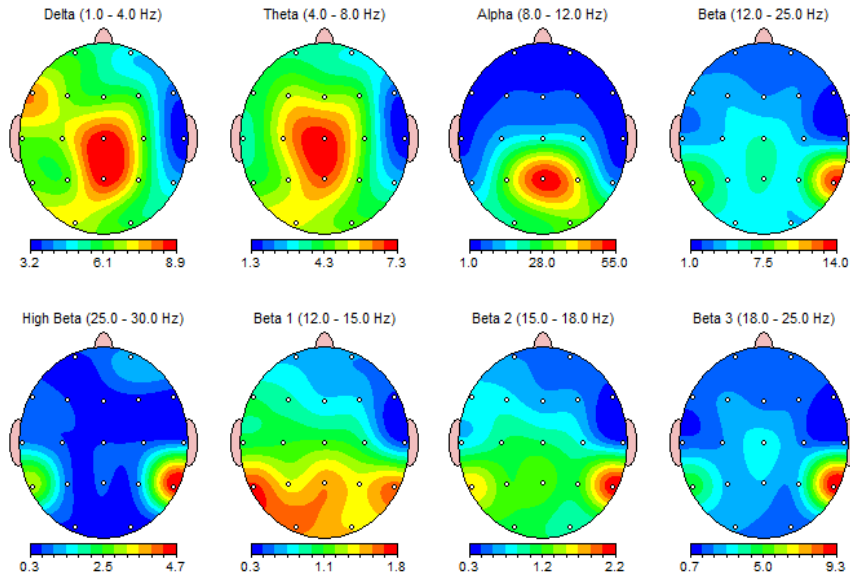 Delta (1.0 - 4.0 Hz)
Theta (4.0 - 8.0 Hz)
Alpha (8.0 - 12.0 Hz)
Beta (12.0 - 25.0 Hz)
3.2 6.1 8.9
1.3 4.3 7.3
1.0 28.0 55.0
1.0 7.5 14.0
High Beta (25.0 - 30.0 Hz)
Beta 1 (12.0 - 15.0 Hz)
Beta 2 (15.0 - 18.0 Hz)
Beta 3 (18.0 - 25.0 Hz)
0.3 2.5 4.7
0.3 1.1 1.8
0.3 1.2 2.2
0.7 5.0 9.3